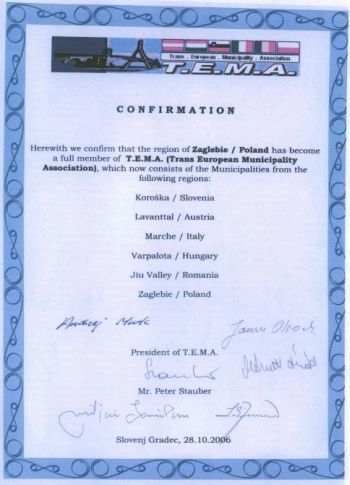 Trans - European - Municipality - Association
T.E.M.A.
CONFIRMATION
Herewith we confirm that the region of Zaglebie / Poland has become
a full member of T.E.M.A. (Trans European Municipality
Association), which now consists of the Municipalities from the
following regions:
Koroška / Slovenia
Lavanttal / Austria
Marche / Italy
Varpalota / Hungary
Jiu Valley / Romania
Zaglebie / Poland
President of T.E.M.A.
Mr. Peter Stauber
Slovenj Gradec, 28.10.2006